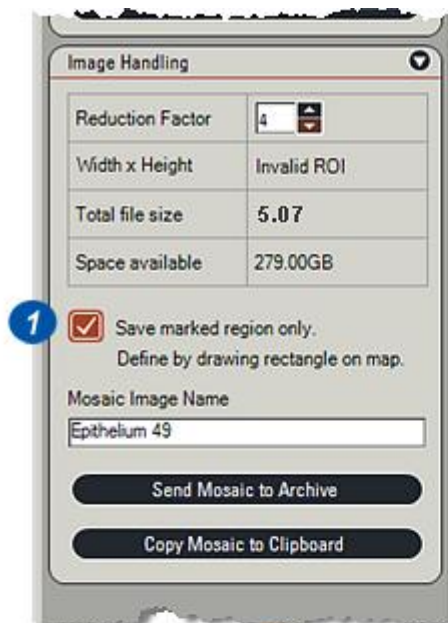 Image Handling
Reduction Factor 4
Width x Height Invalid ROI
Total file size 5.07
Space available 279.00GB
1 Save marked region only.
Define by drawing rectangle on map.
Mosaic Image Name
Epithelium 49
Send Mosaic to Archive
Copy Mosaic to Clipboard